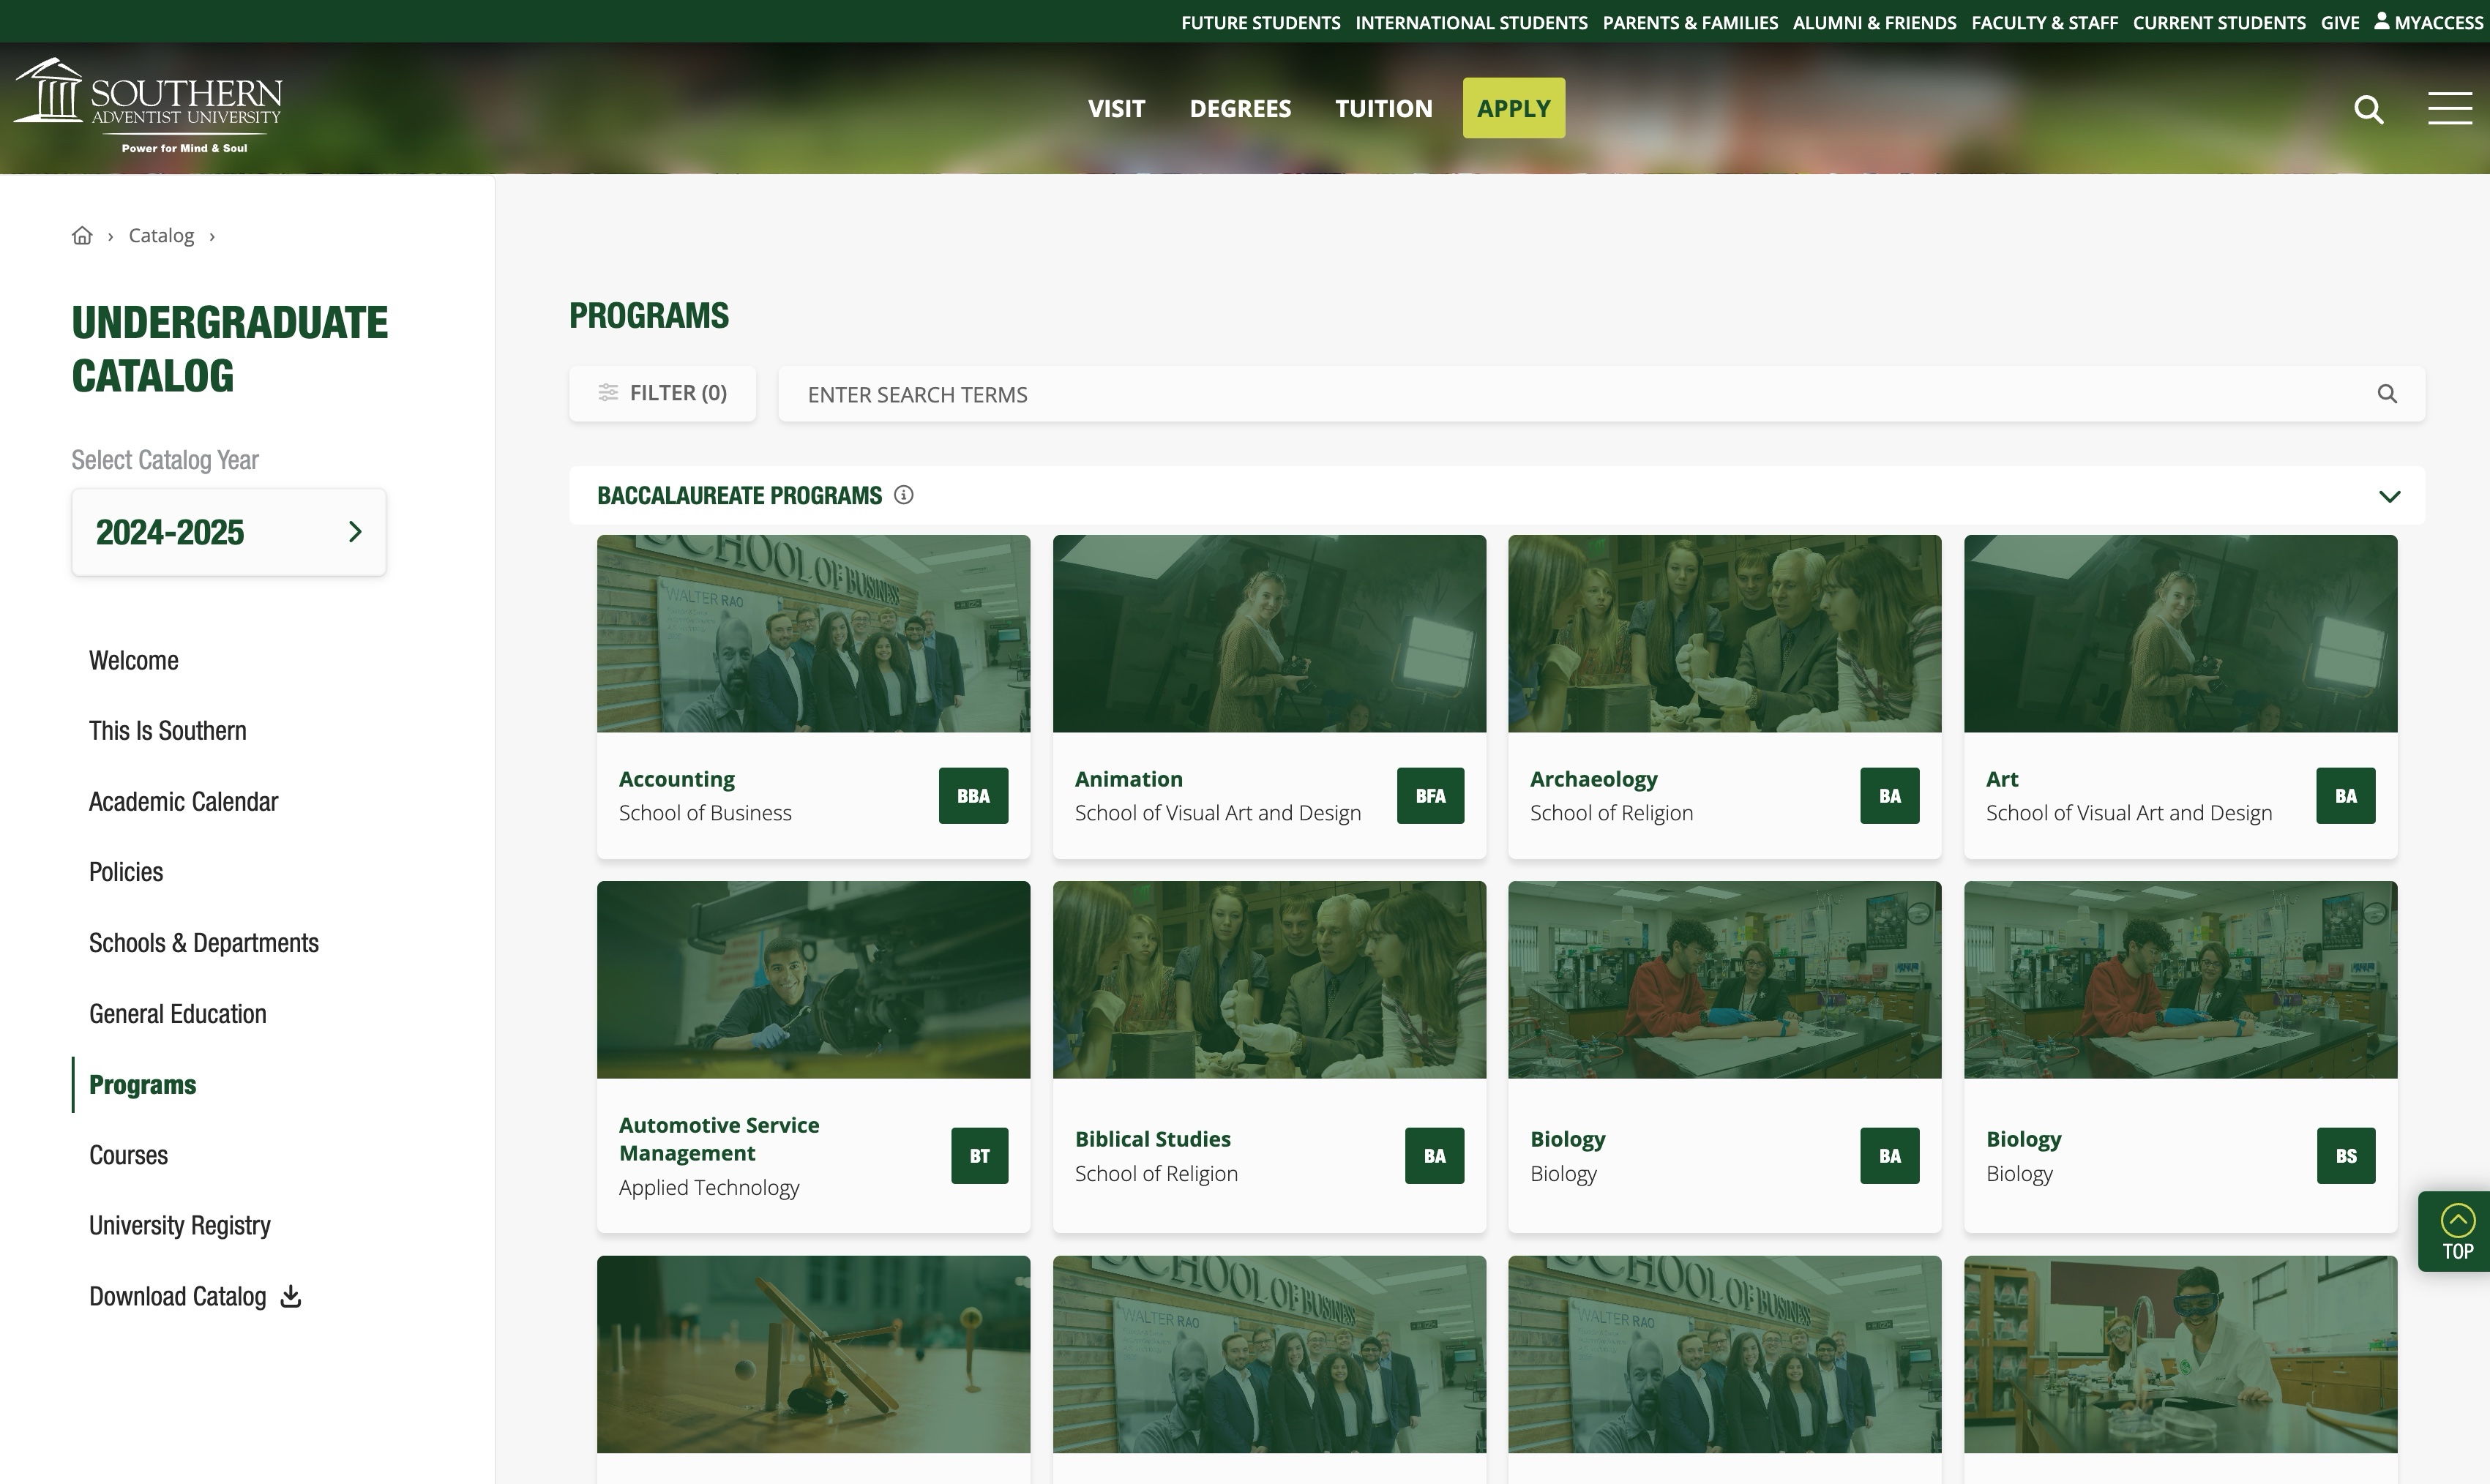 FUTURE STUDENTS INTERNATIONAL STUDENTS PARENTS & FAMILIES ALUMNI & FRIENDS FACULTY & STAFF CURRENT STUDENTS GIVE MYACCESS
SOUTHERN
ADVENTIST UNIVERSITY
Power for Mind & Soul
VISIT DEGREES TUITION APPLY
› Catalog ›
UNDERGRADUATE
CATALOG
Select Catalog Year
2024-2025
Welcome
This Is Southern
Academic Calendar
Policies
Schools & Departments
General Education
Programs
Courses
University Registry
Download Catalog
PROGRAMS
FILTER (0)
ENTER SEARCH TERMS
BACCALAUREATE PROGRAMS
SCHOOL OF BUSINESS
WALTER RAO
Accounting
School of Business
BBA
Animation
School of Visual Art and Design
BFA
Archaeology
School of Religion
BA
Art
School of Visual Art and Design
BA
Automotive Service
Management
Applied Technology
BT
Biblical Studies
School of Religion
BA
Biology
Biology
BA
Biology
Biology
BS
SCHOOL OF BUSINESS
WALTER RAO
SCHOOL OF BUSINESS
WALTER RAO
TOP